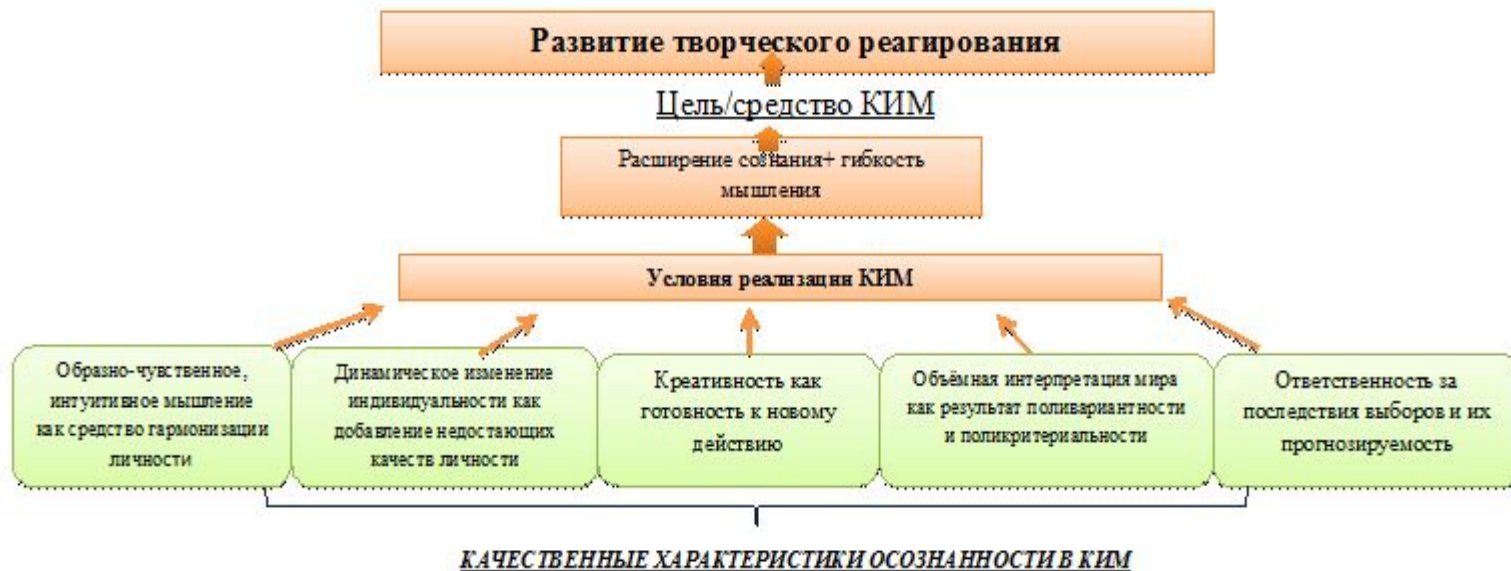 Развитие творческого реагирования
Цель/средство КИМ
Расширение сознания+ гибкость
мышления
Условия реализации КИМ
Образно-чувственное,
интуитивное мышление
как средство гармонизации
личности
Динамическое изменение
индивидуальности как
добавление недостающих
качеств личности
Креативность как
готовность к новому
действию
Объёмная интерпретация мира
как результат поливариантности
и поликритериальности
Ответственность за
последствия выборов и их
прогнозируемость
КАЧЕСТВЕННЫЕ ХАРАКТЕРИСТИКИ ОСОЗНАННОСТИ В КИМ